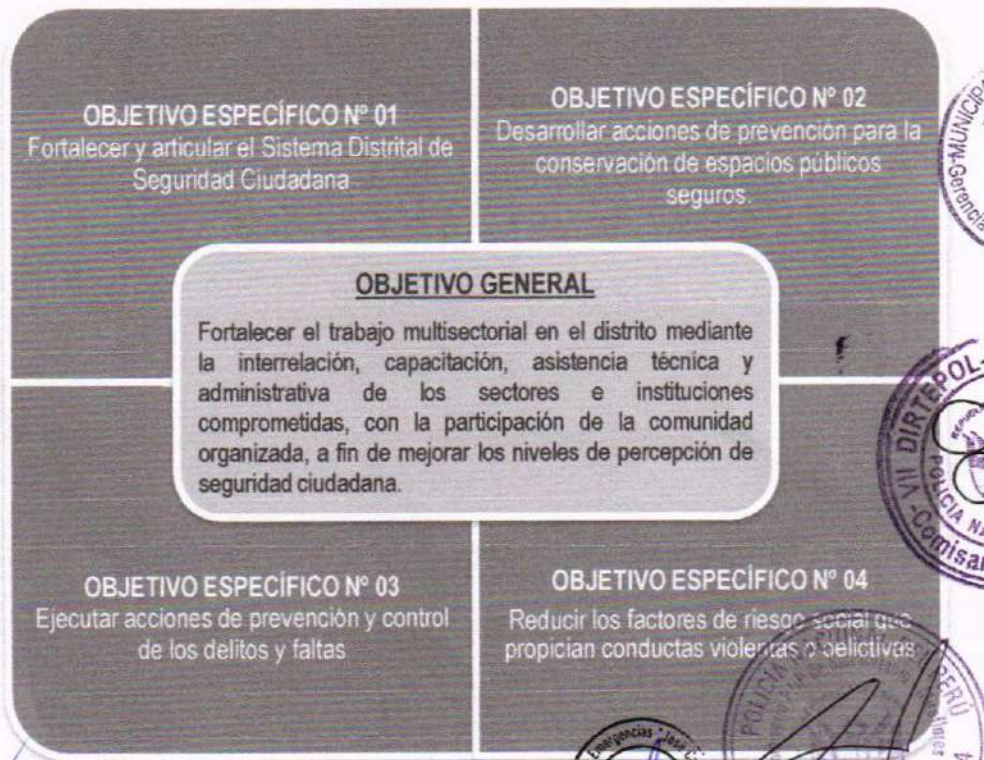 OBJETIVO ESPECÍFICO Nº 01
Fortalecer y articular el Sistema Distrital de
Seguridad Ciudadana
OBJETIVO ESPECÍFICO Nº 02
Desarrollar acciones de prevención para la
conservación de espacios públicos
seguros.
OBJETIVO GENERAL
Fortalecer el trabajo multisectorial en el distrito mediante
la interrelación, capacitación, asistencia técnica y
administrativa de los sectores e instituciones
comprometidas, con la participación de la comunidad
organizada, a fin de mejorar los niveles de percepción de
seguridad ciudadana.
OBJETIVO ESPECÍFICO Nº 03
Ejecutar acciones de prevención y control
de los delitos y faltas
OBJETIVO ESPECÍFICO Nº 04
Reducir los factores de riesgo social que
propician conductas violentas o delictivas
VII DIRTEPOL
POLICIA
PERÚ
Emergencias